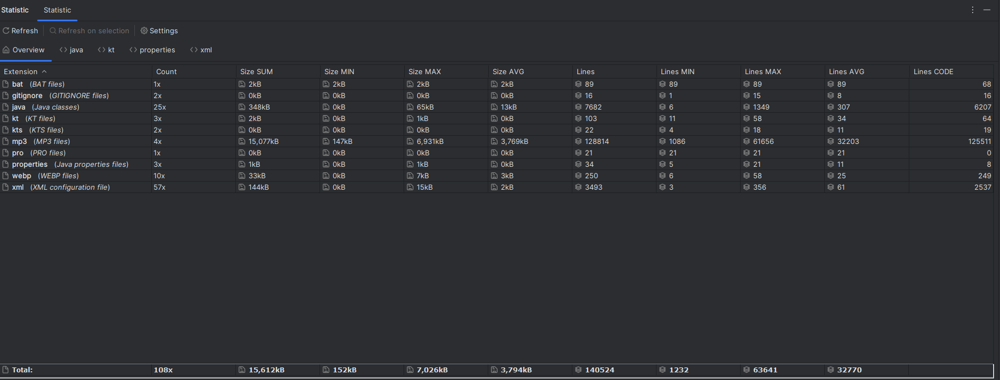 Statistic Statistic
Refresh Refresh on selection Settings
Overview java kt properties xml
Extension Count Size SUM Size MIN Size MAX Size AVG Lines Lines MIN Lines MAX Lines AVG Lines CODE
bat (BAT files) 1x 2kB 2kB 2kB 2kB 89 89 89 89 68
gitignore (GITIGNORE files) 2x 0kB 0kB 0kB 0kB 16 1 15 8 16
java (Java classes) 25x 348kB 0kB 65kB 13kB 7682 6 1349 307 6207
kt (KT files) 3x 2kB 0kB 1kB 0kB 103 11 58 34 64
kts (KTS files) 2x 0kB 0kB 0kB 0kB 22 4 18 11 19
mp3 (MP3 files) 4x 15,077kB 147kB 6,931kB 3,769kB 128814 1086 61656 32203 125511
pro (PRO files) 1x 0kB 0kB 0kB 0kB 21 21 21 21 0
properties (Java properties files) 3x 1kB 0kB 1kB 0kB 34 5 21 11 8
webp (WEBP files) 10x 33kB 0kB 7kB 3kB 250 6 58 25 249
xml (XML configuration file) 57x 144kB 0kB 15kB 2kB 3493 3 356 61 2537
Total: 108x 15,612kB 152kB 7,026kB 3,794kB 140524 1232 63641 32770